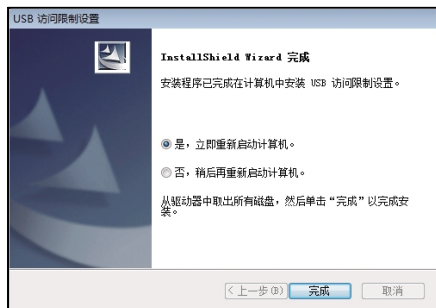 USB 访问限制设置
InstallShield Wizard 完成
安装程序已完成在计算机中安装 USB 访问限制设置。
是，立即重新启动计算机。
否，稍后再重新启动计算机。
从驱动器中取出所有磁盘，然后单击“完成”以完成安
装。
<上一步(B) 完成 取消